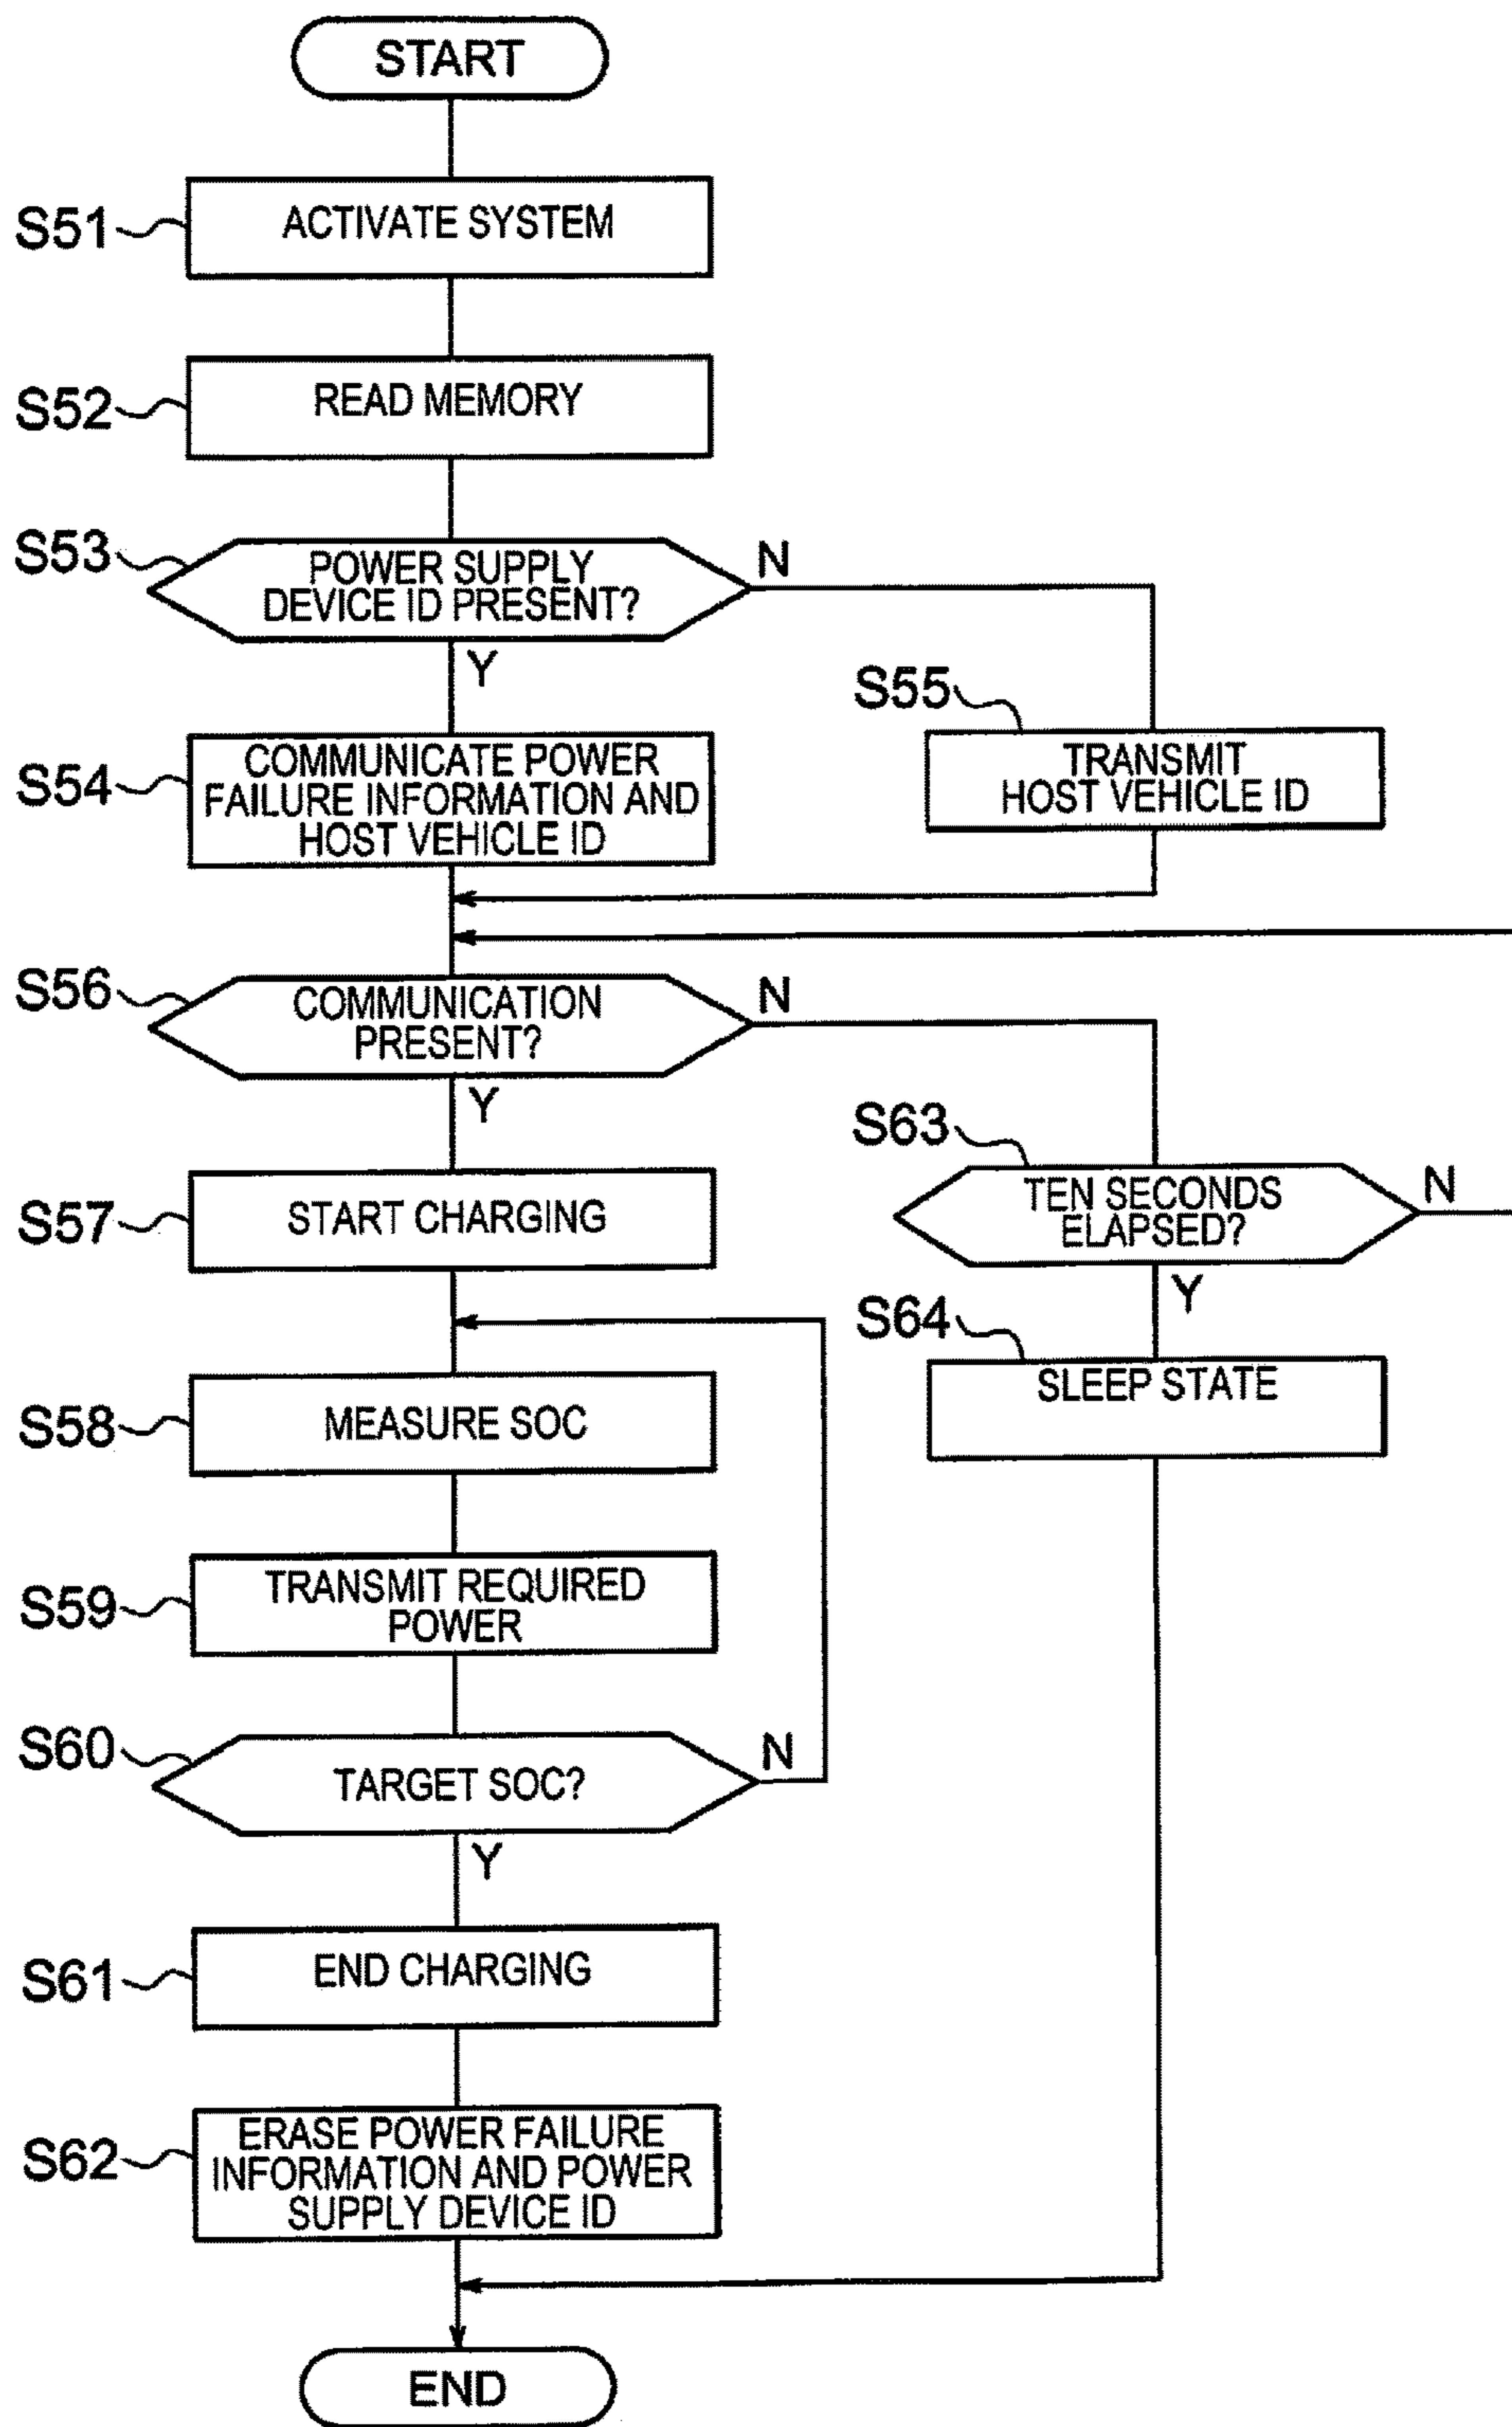 START
S51
ACTIVATE SYSTEM
S52
READ MEMORY
S53
POWER SUPPLY
DEVICE ID PRESENT?
N
Y
S54
COMMUNICATE POWER
FAILURE INFORMATION AND
HOST VEHICLE ID
S55
TRANSMIT
HOST VEHICLE ID
S56
COMMUNICATION
PRESENT?
N
Y
S57
START CHARGING
S63
TEN SECONDS
ELAPSED?
N
Y
S64
SLEEP STATE
S58
MEASURE SOC
S59
TRANSMIT REQUIRED
POWER
S60
TARGET SOC?
N
Y
S61
END CHARGING
S62
ERASE POWER FAILURE
INFORMATION AND POWER
SUPPLY DEVICE ID
END